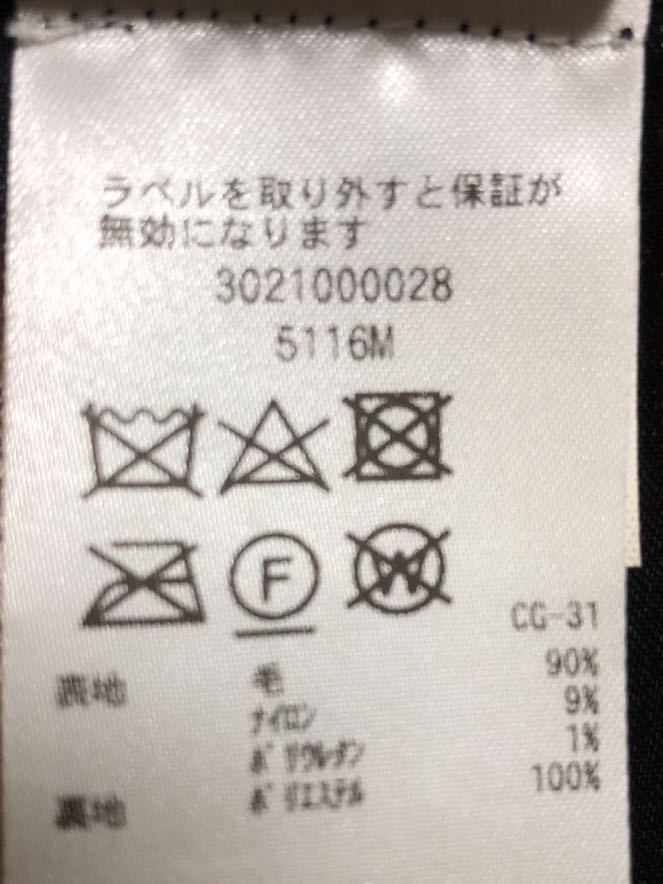 ラベルを取り外すと保証が
無効になります
3021000028
5116M
F
W
CG-31
表地 毛 90%
ナイロン 9%
ポリウレタン 1%
裏地 ポリエステル 100%